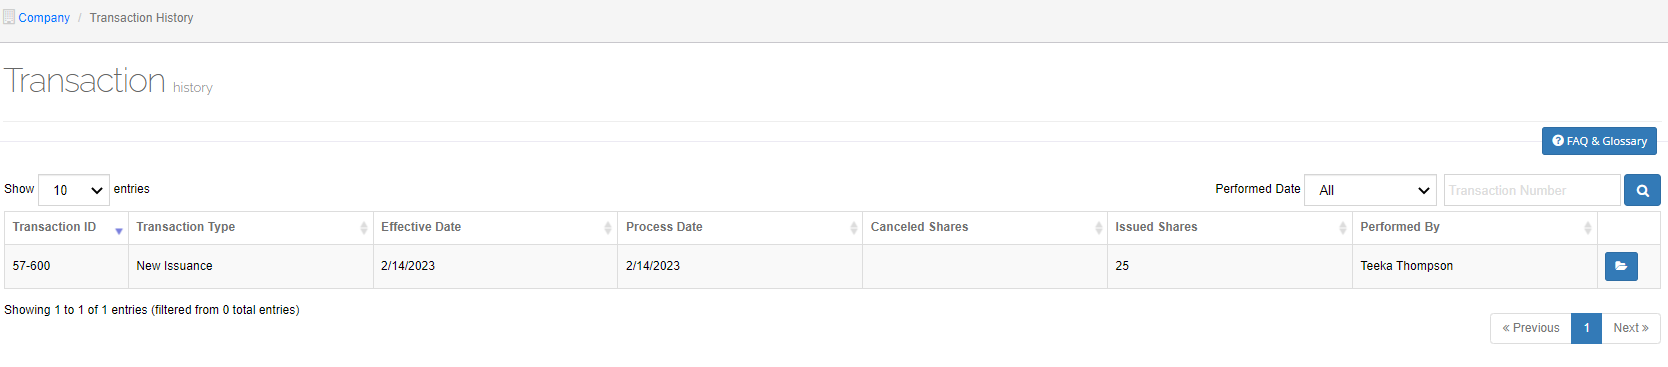 Company / Transaction History
Transaction history
FAQ & Glossary
Show 10 entries Performed Date All Transaction Number
Transaction ID Transaction Type Effective Date Process Date Canceled Shares Issued Shares Performed By
57-600 New Issuance 2/14/2023 2/14/2023 25 Teeka Thompson
Showing 1 to 1 of 1 entries (filtered from 0 total entries)
« Previous 1 Next »